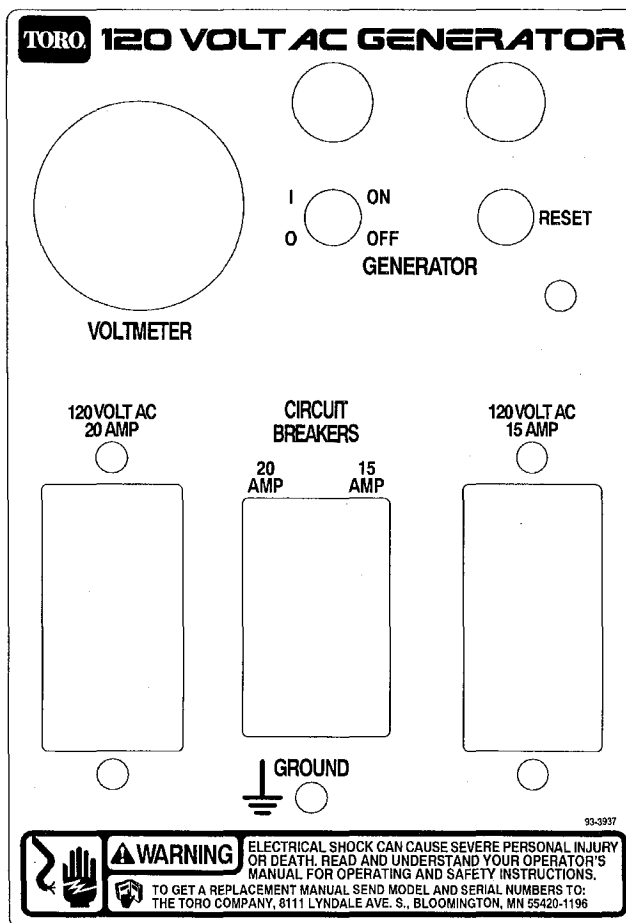 TORO. 120 VOLT AC GENERATOR
I ON
O OFF
GENERATOR
RESET
VOLTMETER
120 VOLT AC
20 AMP
CIRCUIT
BREAKERS
20
AMP
15
AMP
120 VOLT AC
15 AMP
GROUND
93-3937
WARNING
ELECTRICAL SHOCK CAN CAUSE SEVERE PERSONAL INJURY
OR DEATH. READ AND UNDERSTAND YOUR OPERATOR'S
MANUAL FOR OPERATING AND SAFETY INSTRUCTIONS.
TO GET A REPLACEMENT MANUAL SEND MODEL AND SERIAL NUMBERS TO:
THE TORO COMPANY, 8111 LYNDALE AVE. S., BLOOMINGTON, MN 55420-1196